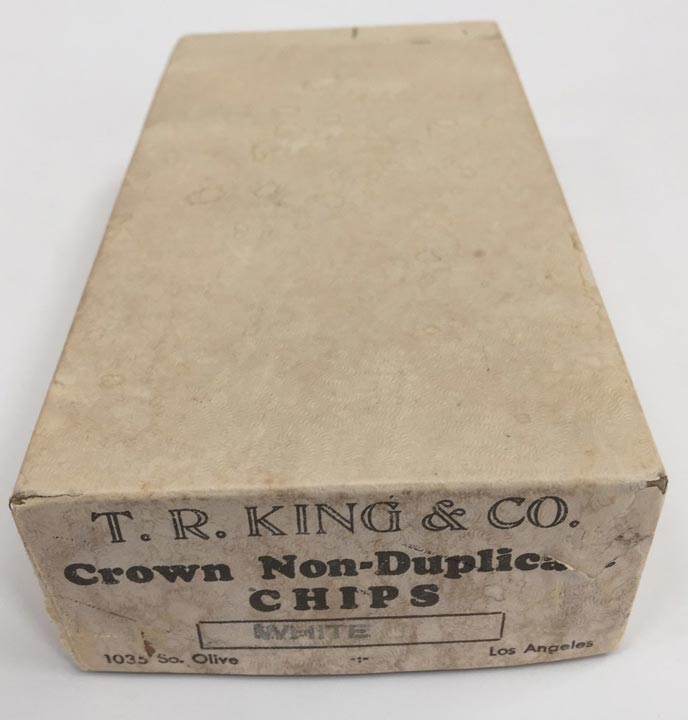 T. R. KING & CO.
Crown Non-Duplica
CHIPS
WHITE
1035 So. Olive -:- Los Angeles